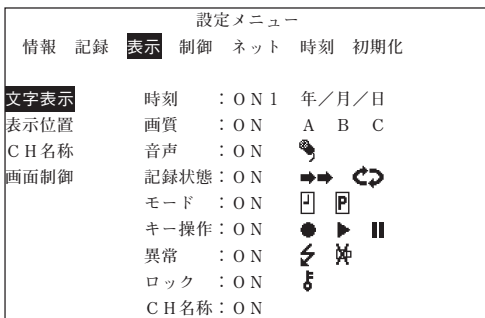 設定メニュー
情報 記録 表示 制御 ネット 時刻 初期化
文字表示 時刻 :ON1 年/月/日
表示位置 画質 :ON A B C
CH名称 音声 :ON
画面制御 記録状態:ON
モード :ON P
キー操作:ON
異常 :ON
ロック :ON
CH名称:ON